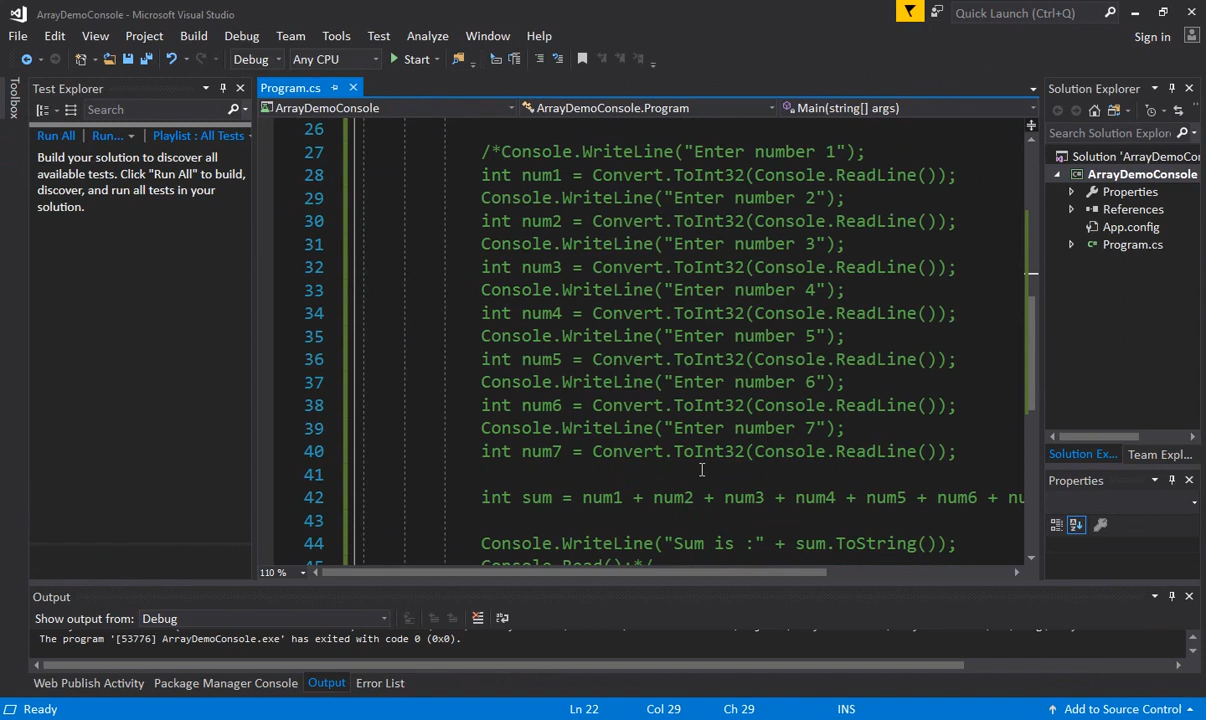 ArrayDemoConsole - Microsoft Visual Studio
Quick Launch (Ctrl+Q)
File Edit View Project Build Debug Team Tools Test Analyze Window Help
Sign in
Debug Any CPU Start
Toolbox
Test Explorer
Search
Run All Run... Playlist : All Tests
Build your solution to discover all
available tests. Click "Run All" to build,
discover, and run all tests in your
solution.
Program.cs
ArrayDemoConsole ArrayDemoConsole.Program Main(string[] args)
26
27 /*Console.WriteLine("Enter number 1");
28 int num1 = Convert.ToInt32(Console.ReadLine());
29 Console.WriteLine("Enter number 2");
30 int num2 = Convert.ToInt32(Console.ReadLine());
31 Console.WriteLine("Enter number 3");
32 int num3 = Convert.ToInt32(Console.ReadLine());
33 Console.WriteLine("Enter number 4");
34 int num4 = Convert.ToInt32(Console.ReadLine());
35 Console.WriteLine("Enter number 5");
36 int num5 = Convert.ToInt32(Console.ReadLine());
37 Console.WriteLine("Enter number 6");
38 int num6 = Convert.ToInt32(Console.ReadLine());
39 Console.WriteLine("Enter number 7");
40 int num7 = Convert.ToInt32(Console.ReadLine());
41
42 int sum = num1 + num2 + num3 + num4 + num5 + num6 + nu
43
44 Console.WriteLine("Sum is :" + sum.ToString());
45 Console.Read();*/
110 %
Solution Explorer
Search Solution Explor
Solution 'ArrayDemoCor
ArrayDemoConsole
Properties
References
App.config
Program.cs
Solution Ex... Team Expl...
Properties
Output
Show output from: Debug
The program '[53776] ArrayDemoConsole.exe' has exited with code 0 (0x0).
Web Publish Activity Package Manager Console Output Error List
Ready Ln 22 Col 29 Ch 29 INS Add to Source Control